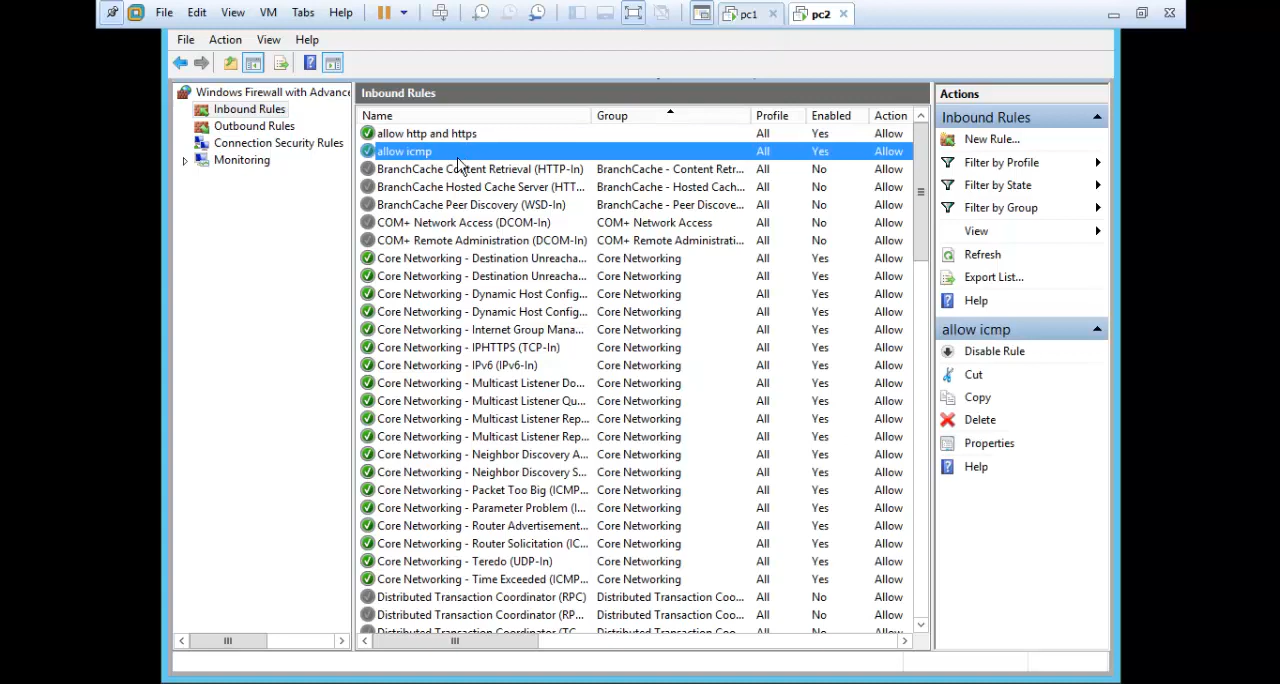 File Edit View VM Tabs Help pc1 pc2
File Action View Help
Windows Firewall with Advance
Inbound Rules
Outbound Rules
Connection Security Rules
Monitoring
Inbound Rules
Name Group Profile Enabled Action
allow http and https All Yes Allow
allow icmp All Yes Allow
BranchCache Content Retrieval (HTTP-In) BranchCache - Content Retr... All No Allow
BranchCache Hosted Cache Server (HTT... BranchCache - Hosted Cach... All No Allow
BranchCache Peer Discovery (WSD-In) BranchCache - Peer Discove... All No Allow
COM+ Network Access (DCOM-In) COM+ Network Access All No Allow
COM+ Remote Administration (DCOM-In) COM+ Remote Administrati... All No Allow
Core Networking - Destination Unreacha... Core Networking All Yes Allow
Core Networking - Destination Unreacha... Core Networking All Yes Allow
Core Networking - Dynamic Host Config... Core Networking All Yes Allow
Core Networking - Dynamic Host Config... Core Networking All Yes Allow
Core Networking - Internet Group Mana... Core Networking All Yes Allow
Core Networking - IPHTTPS (TCP-In) Core Networking All Yes Allow
Core Networking - IPv6 (IPv6-In) Core Networking All Yes Allow
Core Networking - Multicast Listener Do... Core Networking All Yes Allow
Core Networking - Multicast Listener Qu... Core Networking All Yes Allow
Core Networking - Multicast Listener Rep... Core Networking All Yes Allow
Core Networking - Multicast Listener Rep... Core Networking All Yes Allow
Core Networking - Neighbor Discovery A... Core Networking All Yes Allow
Core Networking - Neighbor Discovery S... Core Networking All Yes Allow
Core Networking - Packet Too Big (ICMP... Core Networking All Yes Allow
Core Networking - Parameter Problem (I... Core Networking All Yes Allow
Core Networking - Router Advertisement... Core Networking All Yes Allow
Core Networking - Router Solicitation (IC... Core Networking All Yes Allow
Core Networking - Teredo (UDP-In) Core Networking All Yes Allow
Core Networking - Time Exceeded (ICMP... Core Networking All Yes Allow
Distributed Transaction Coordinator (RPC) Distributed Transaction Coo... All No Allow
Distributed Transaction Coordinator (RP... Distributed Transaction Coo... All No Allow
Distributed Transaction Coordinator (TC... Distributed Transaction Coo... All No Allow
Actions
Inbound Rules
New Rule...
Filter by Profile
Filter by State
Filter by Group
View
Refresh
Export List...
Help
allow icmp
Disable Rule
Cut
Copy
Delete
Properties
Help